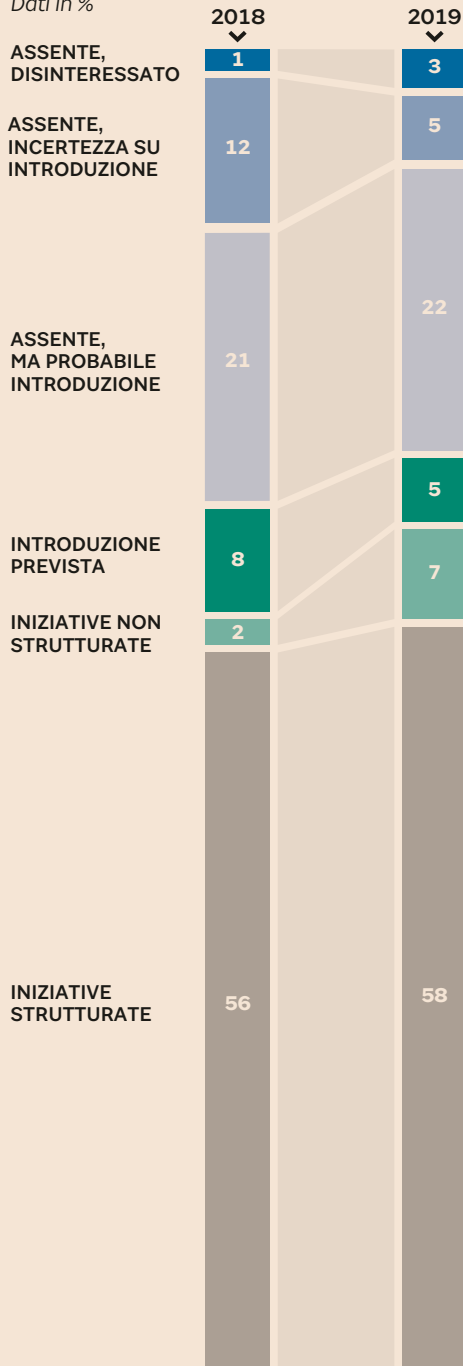 Dati in %
2018
2019
ASSENTE,
DISINTERESSATO
1
3
ASSENTE,
INCERTEZZA SU
INTRODUZIONE
12
5
ASSENTE,
MA PROBABILE
INTRODUZIONE
21
22
INTRODUZIONE
PREVISTA
8
5
INIZIATIVE NON
STRUTTURATE
2
7
INIZIATIVE
STRUTTURATE
56
58